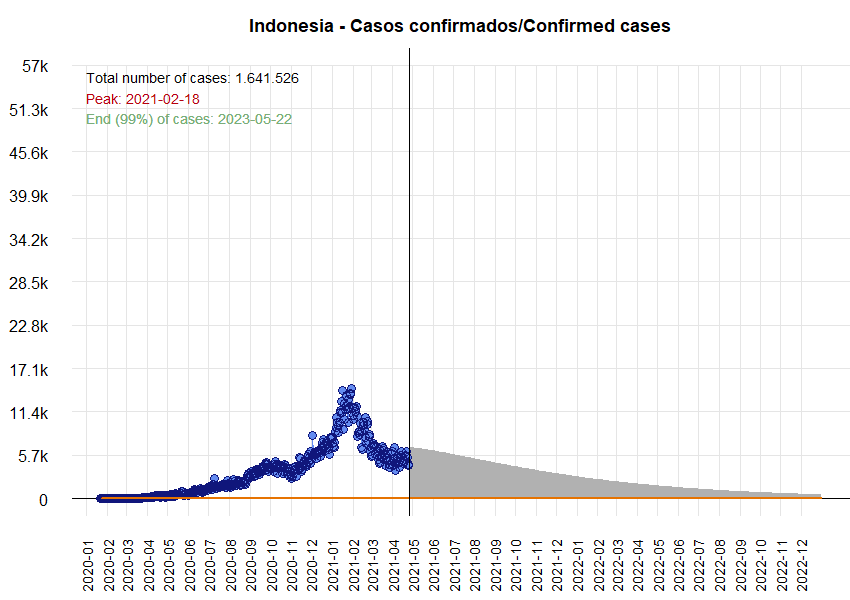 Indonesia - Casos confirmados/Confirmed cases
57k
51.3k
45.6k
39.9k
34.2k
28.5k
22.8k
17.1k
11.4k
5.7k
0
Total number of cases: 1.641.526
Peak: 2021-02-18
End (99%) of cases: 2023-05-22
2020-01
2020-02
2020-03
2020-04
2020-05
2020-06
2020-07
2020-08
2020-09
2020-10
2020-11
2020-12
2021-01
2021-02
2021-03
2021-04
2021-05
2021-06
2021-07
2021-08
2021-09
2021-10
2021-11
2021-12
2022-01
2022-02
2022-03
2022-04
2022-05
2022-06
2022-07
2022-08
2022-09
2022-10
2022-11
2022-12